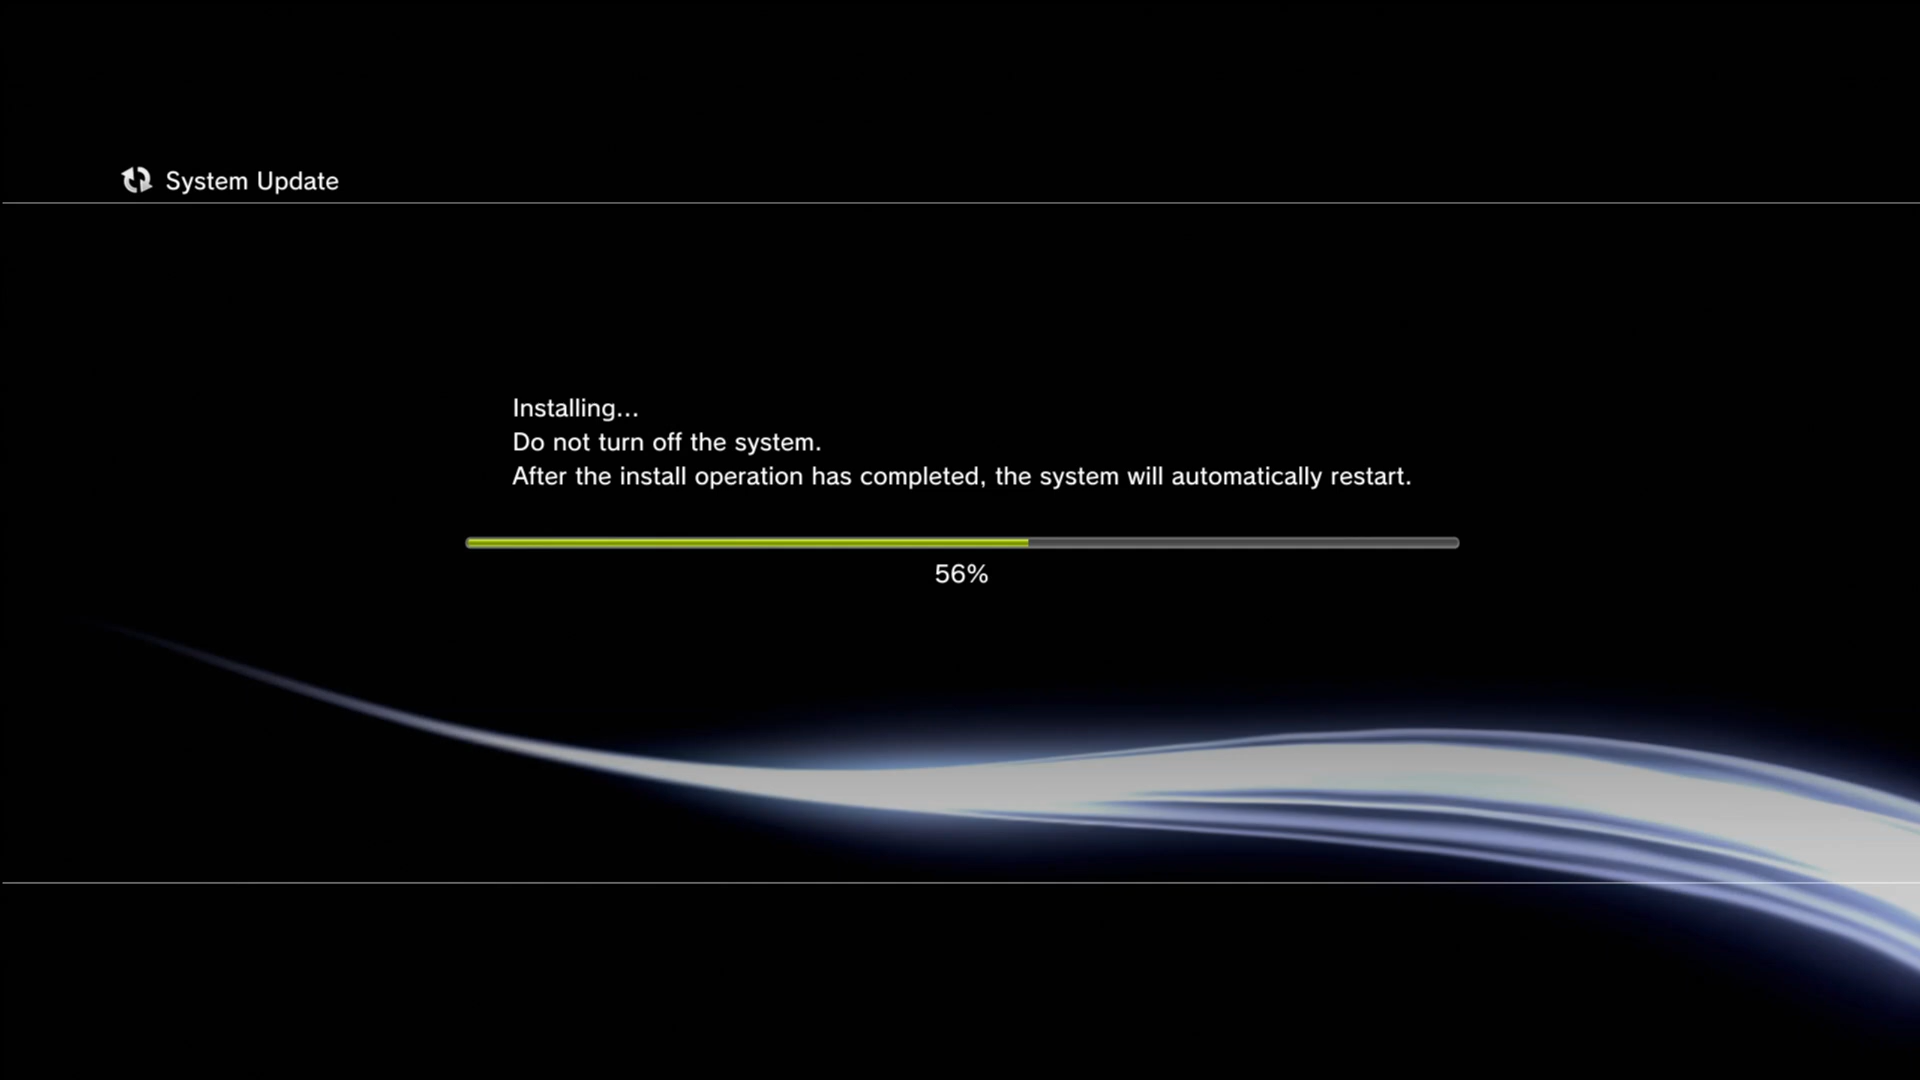 System Update
Installing...
Do not turn off the system.
After the install operation has completed, the system will automatically restart.
56%